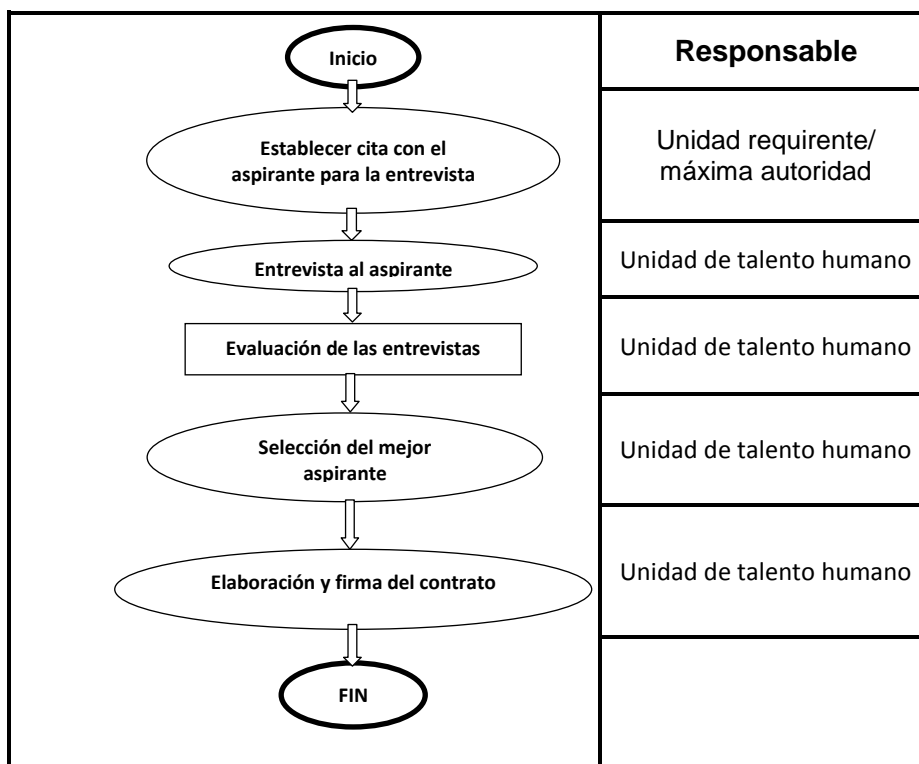 Inicio
Responsable
Establecer cita con el
aspirante para la entrevista
Unidad requirente/
máxima autoridad
Entrevista al aspirante
Unidad de talento humano
Evaluación de las entrevistas
Unidad de talento humano
Selección del mejor
aspirante
Unidad de talento humano
Elaboración y firma del contrato
Unidad de talento humano
FIN